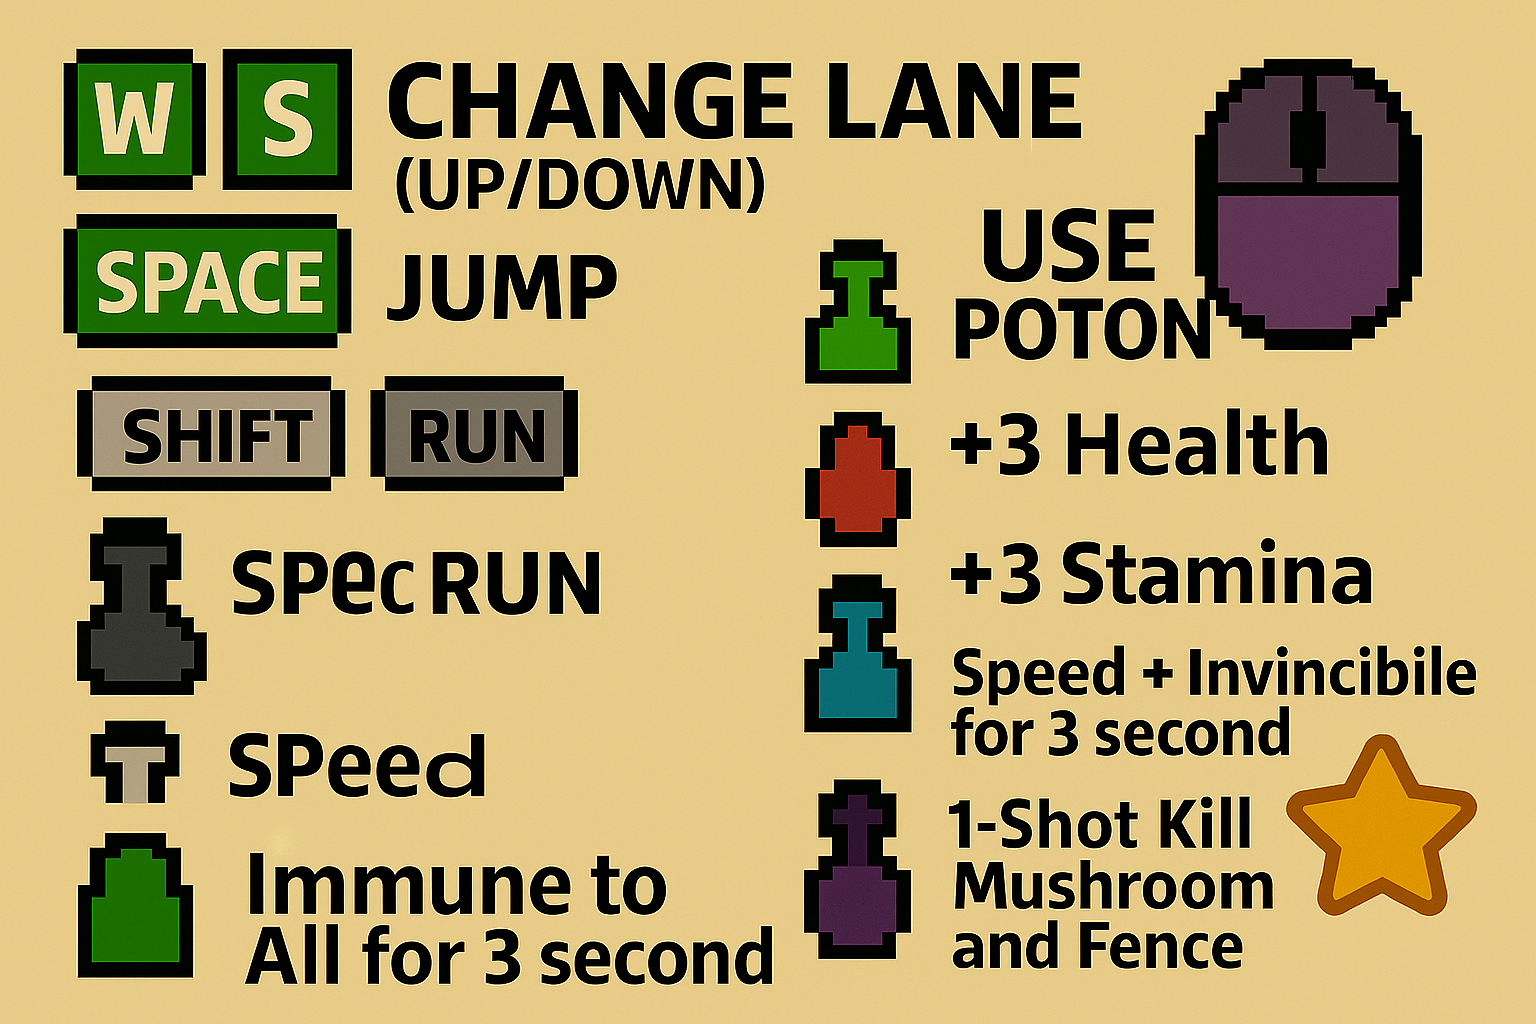 W S CHANGE LANE
(UP/DOWN)
SPACE JUMP
SHIFT RUN
SPec RUN
SPeed
Immune to
All for 3 second
USE
POTON
+3 Health
+3 Stamina
Speed + Invincibile
for 3 second
1-Shot Kill
Mushroom
and Fence